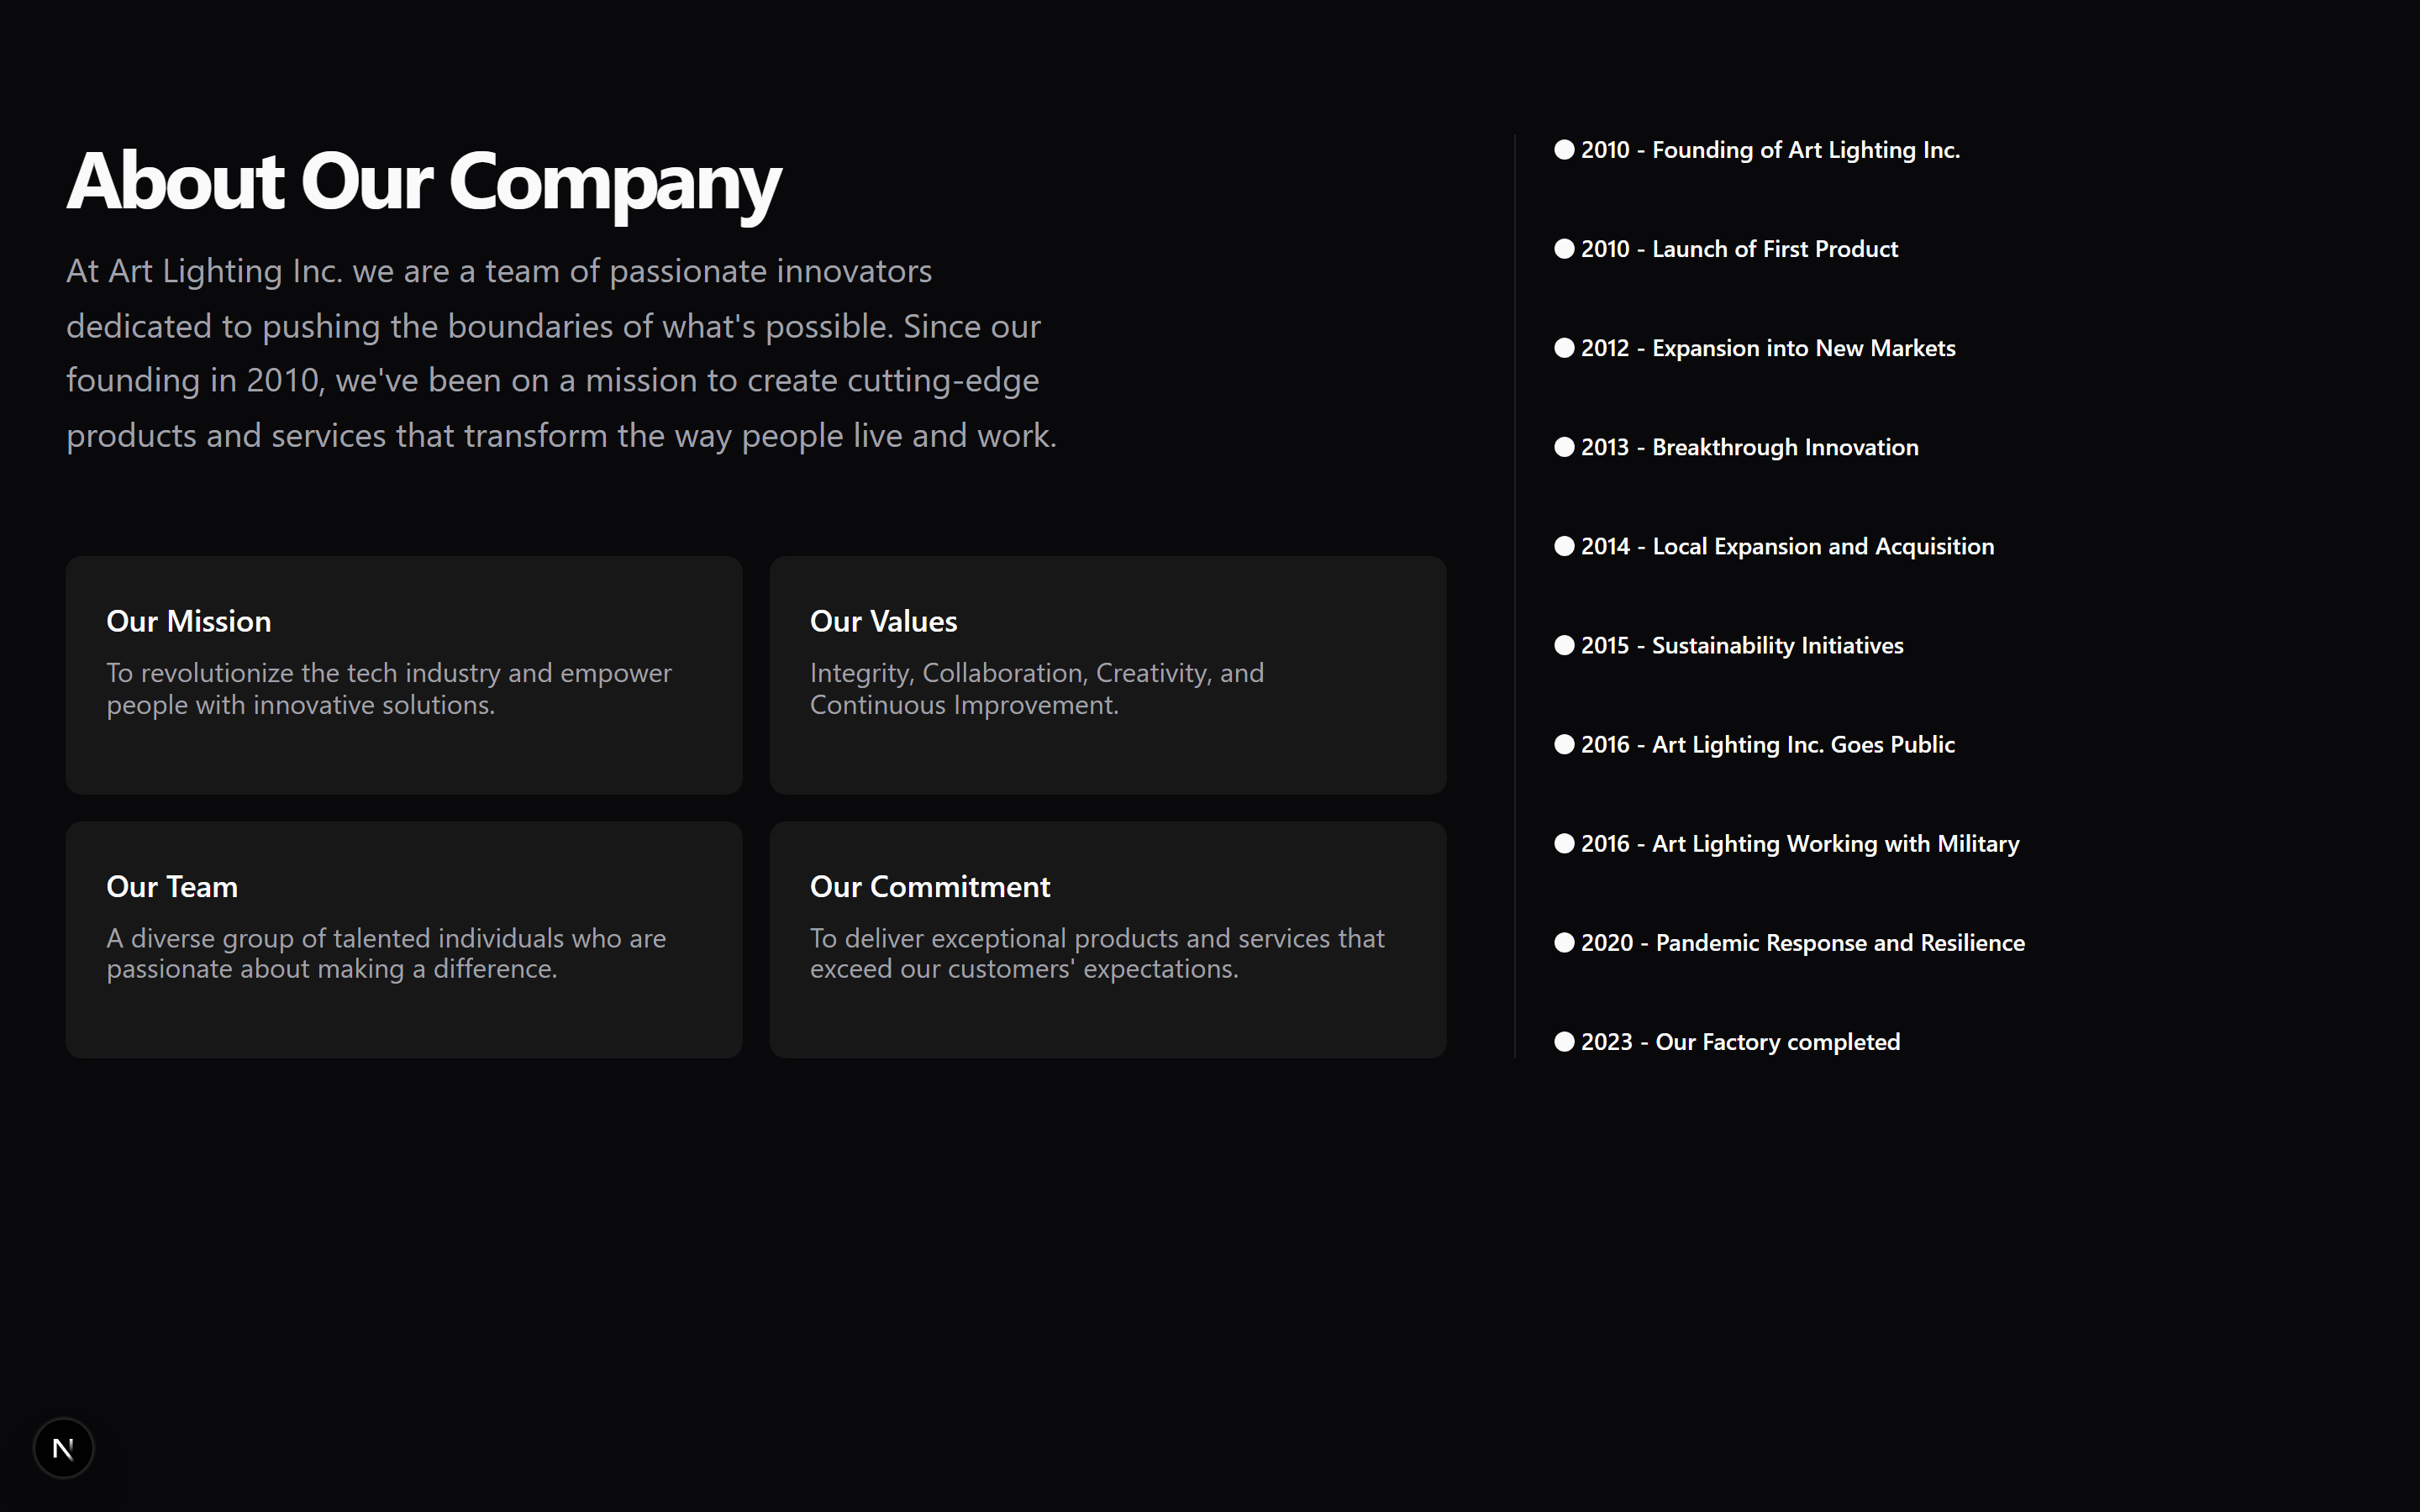 About Our Company
At Art Lighting Inc. we are a team of passionate innovators
dedicated to pushing the boundaries of what's possible. Since our
founding in 2010, we've been on a mission to create cutting-edge
products and services that transform the way people live and work.
Our Mission
To revolutionize the tech industry and empower
people with innovative solutions.
Our Values
Integrity, Collaboration, Creativity, and
Continuous Improvement.
Our Team
A diverse group of talented individuals who are
passionate about making a difference.
Our Commitment
To deliver exceptional products and services that
exceed our customers' expectations.
2010 - Founding of Art Lighting Inc.
2010 - Launch of First Product
2012 - Expansion into New Markets
2013 - Breakthrough Innovation
2014 - Local Expansion and Acquisition
2015 - Sustainability Initiatives
2016 - Art Lighting Inc. Goes Public
2016 - Art Lighting Working with Military
2020 - Pandemic Response and Resilience
2023 - Our Factory completed
N